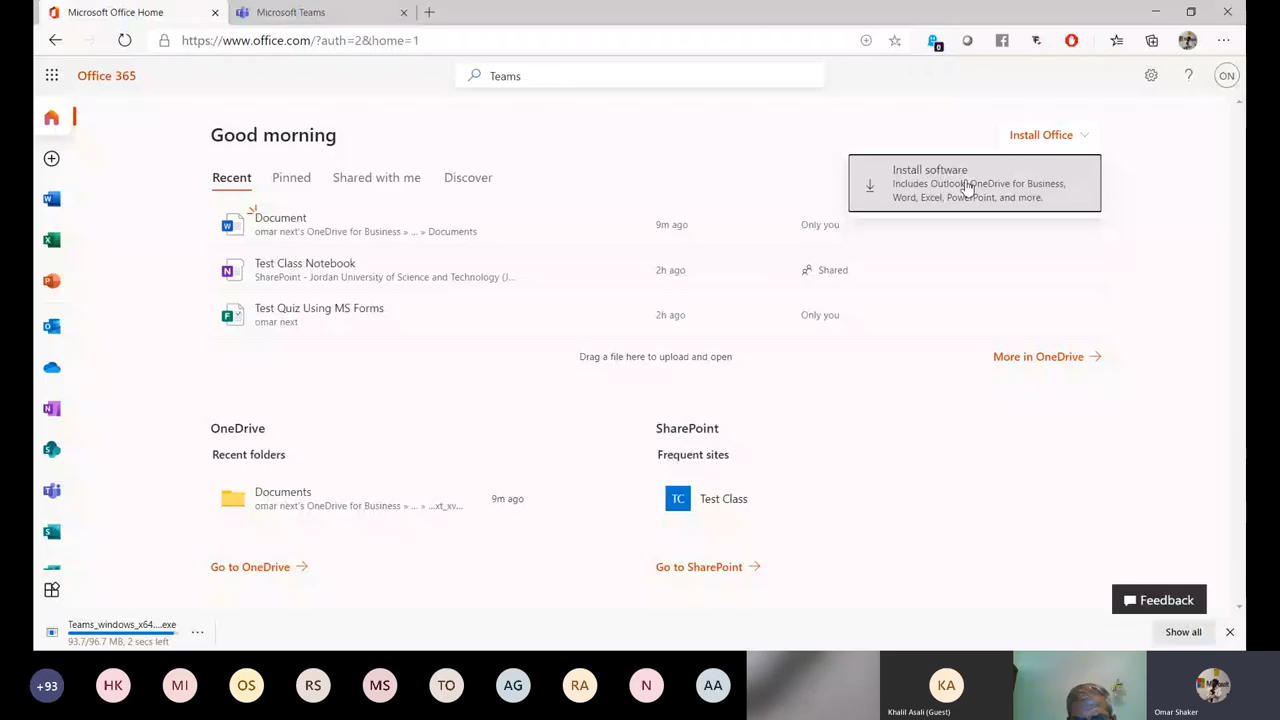 Microsoft Office Home
Microsoft Teams
https://www.office.com/?auth=2&home=1
0
Office 365
Teams
ON
Good morning
Install Office
Install software
Includes Outlook, OneDrive for Business,
Word, Excel, PowerPoint, and more.
Recent
Pinned
Shared with me
Discover
Document
omar next's OneDrive for Business » ... » Documents
9m ago
Only you
Test Class Notebook
SharePoint - Jordan University of Science and Technology (J...
2h ago
Shared
Test Quiz Using MS Forms
omar next
2h ago
Only you
Drag a file here to upload and open
More in OneDrive
OneDrive
SharePoint
Recent folders
Frequent sites
Documents
omar next's OneDrive for Business » ... » ...xt_xv...
9m ago
TC
Test Class
Go to OneDrive
Go to SharePoint
Feedback
Teams_windows_x64....exe
93.7/96.7 MB, 2 secs left
Show all
+93
HK
MI
OS
RS
MS
TO
AG
RA
N
AA
KA
Khalil Asali (Guest)
Microsoft
Omar Shaker